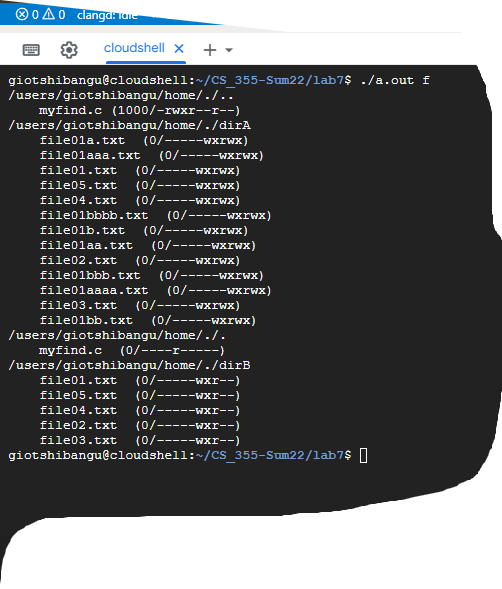 0 0 clangd: idle
cloudshell
giotshibangu@cloudshell:~/CS_355-Sum22/lab7$ ./a.out f
/users/giotshibangu/home/./..
myfind.c (1000/-rwxr--r--)
/users/giotshibangu/home/./dirA
file01a.txt (0/-----wxrwx)
file01aaa.txt (0/-----wxrwx)
file01.txt (0/-----wxrwx)
file05.txt (0/-----wxrwx)
file04.txt (0/-----wxrwx)
file01bbbb.txt (0/-----wxrwx)
file01b.txt (0/-----wxrwx)
file01aa.txt (0/-----wxrwx)
file02.txt (0/-----wxrwx)
file01bbb.txt (0/-----wxrwx)
file01aaaa.txt (0/-----wxrwx)
file03.txt (0/-----wxrwx)
file01bb.txt (0/-----wxrwx)
/users/giotshibangu/home/./.
myfind.c (0/----r-----)
/users/giotshibangu/home/./dirB
file01.txt (0/-----wxr--)
file05.txt (0/-----wxr--)
file04.txt (0/-----wxr--)
file02.txt (0/-----wxr--)
file03.txt (0/-----wxr--)
giotshibangu@cloudshell:~/CS_355-Sum22/lab7$